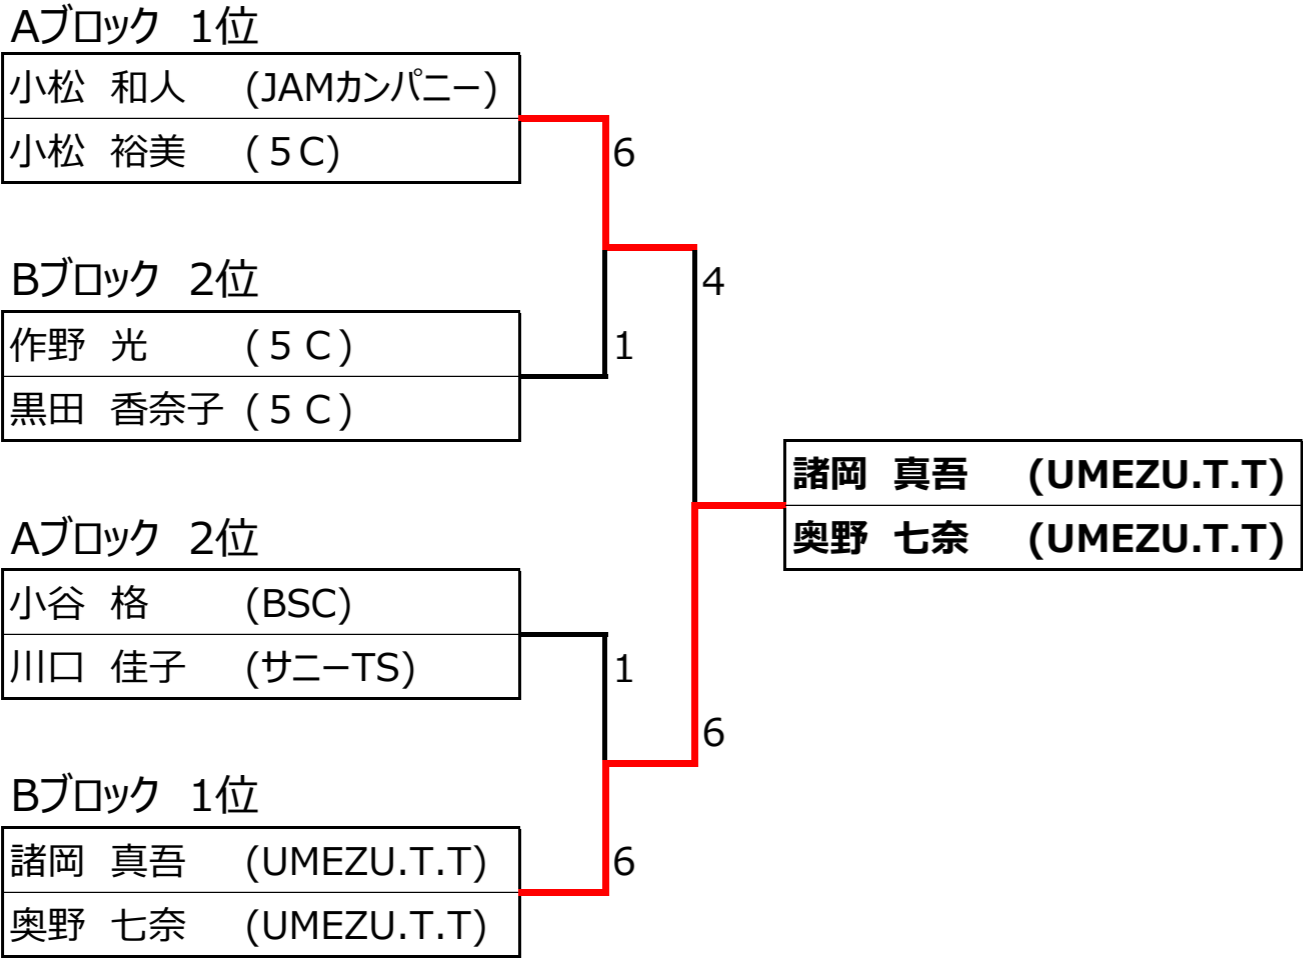 Aブロック 1位
小松 和人 (JAMカンパニー)
小松 裕美 (５C)
6
Bブロック 2位
作野 光 (５Ｃ)
黒田 香奈子 (５Ｃ)
1
4
Aブロック 2位
小谷 格 (BSC)
川口 佳子 (サニーTS)
1
Bブロック 1位
諸岡 真吾 (UMEZU.T.T)
奥野 七奈 (UMEZU.T.T)
6
6
諸岡 真吾 (UMEZU.T.T)
奥野 七奈 (UMEZU.T.T)